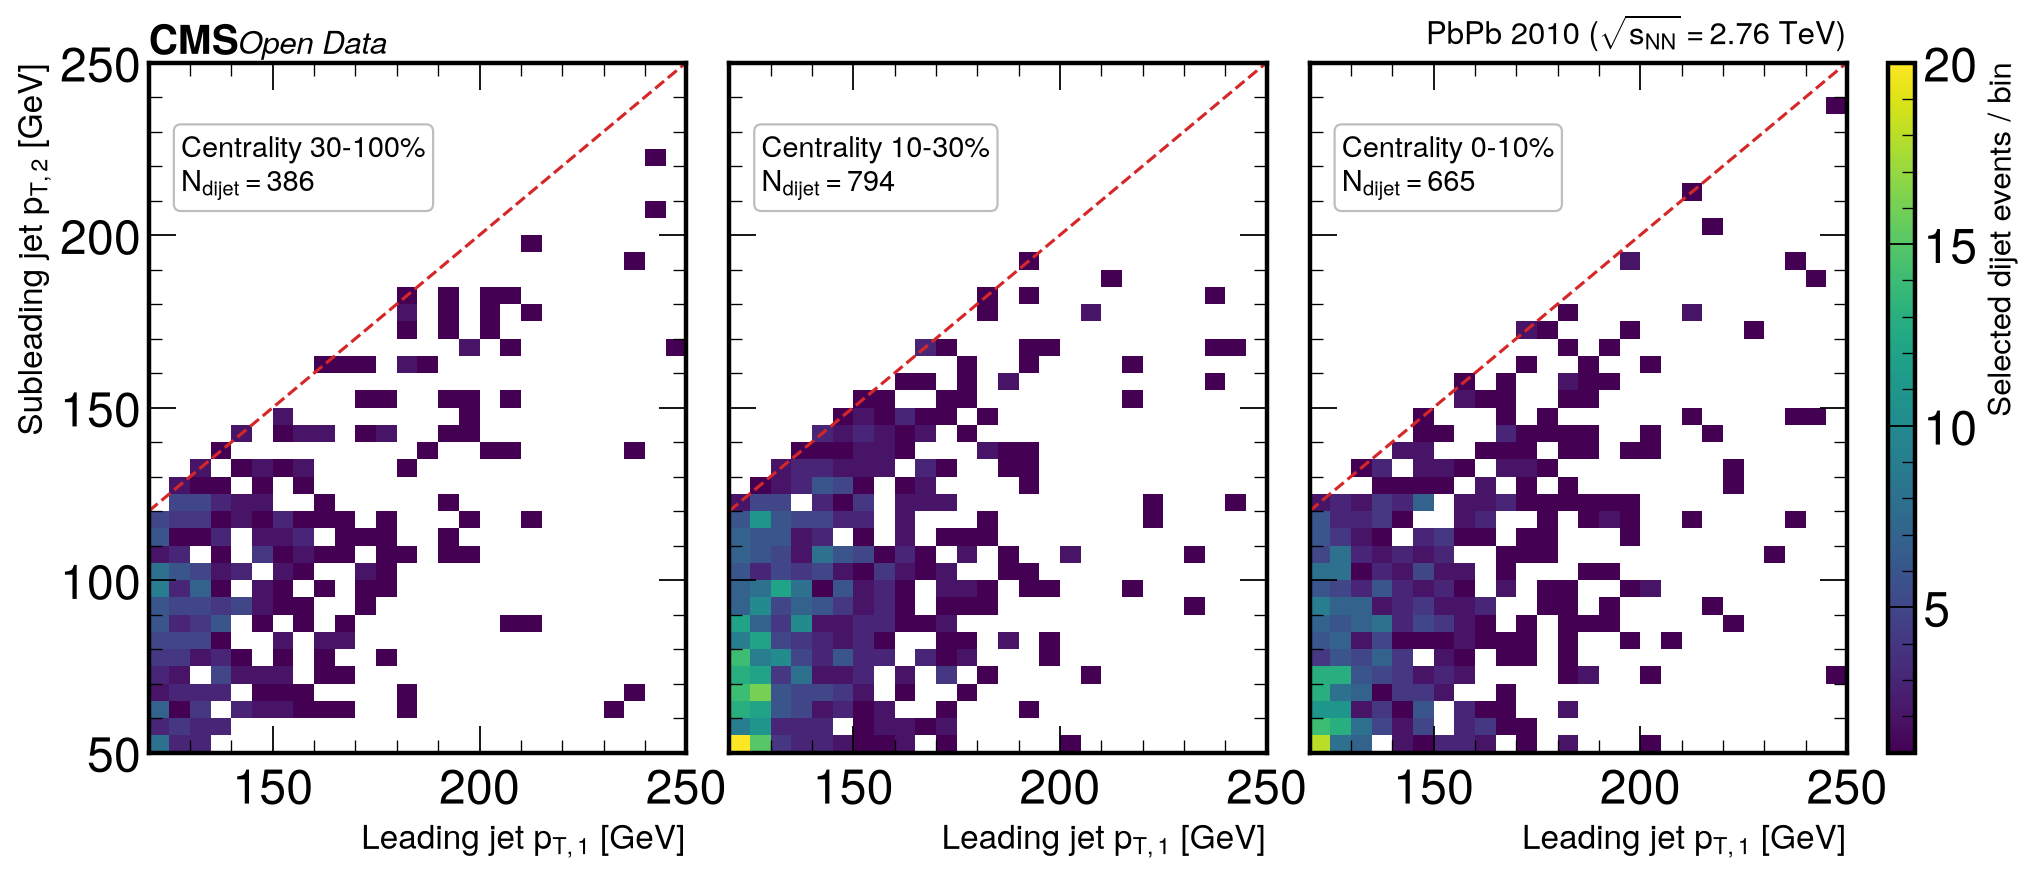 CMS Open Data
PbPb 2010 (√sNN = 2.76 TeV)
Subleading jet pT, 2 [GeV]
250
200
150
100
50
Centrality 30-100%
Ndijet = 386
150 200 250
Leading jet pT, 1 [GeV]
Centrality 10-30%
Ndijet = 794
150 200 250
Leading jet pT, 1 [GeV]
Centrality 0-10%
Ndijet = 665
150 200 250
Leading jet pT, 1 [GeV]
20
15
10
5
Selected dijet events / bin